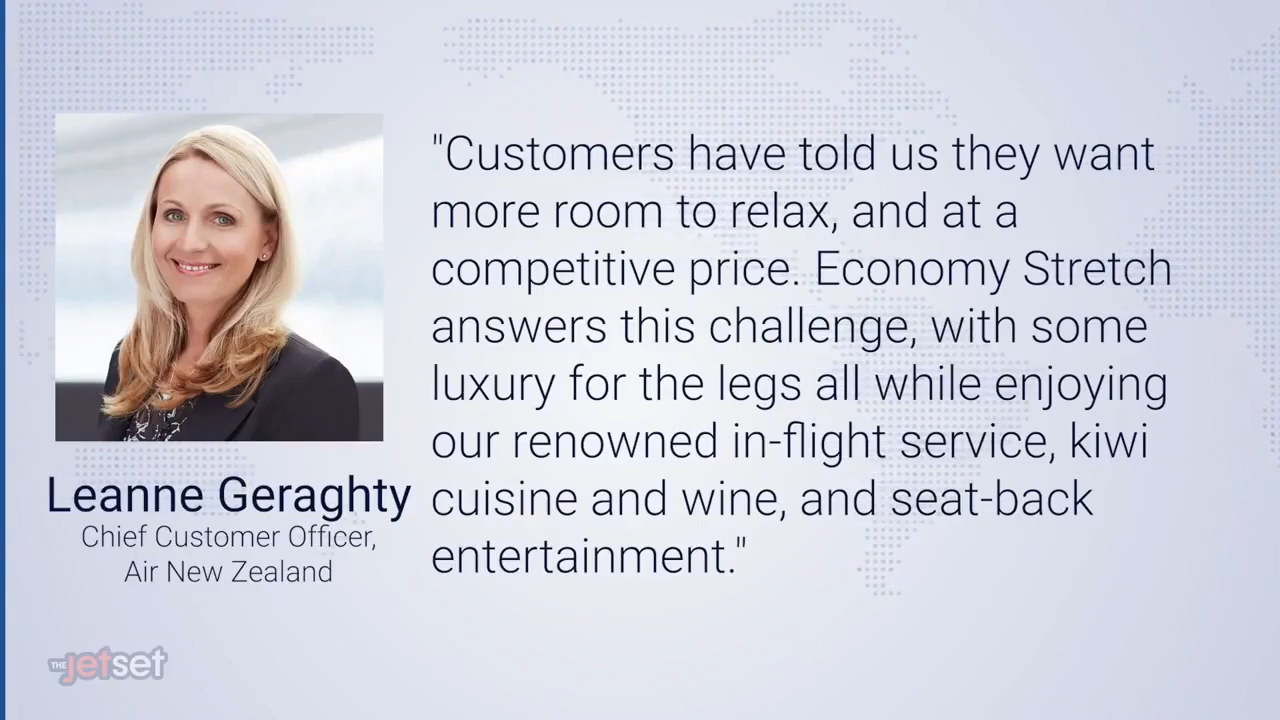 "Customers have told us they want
more room to relax, and at a
competitive price. Economy Stretch
answers this challenge, with some
luxury for the legs all while enjoying
our renowned in-flight service, kiwi
cuisine and wine, and seat-back
entertainment."
Leanne Geraghty
Chief Customer Officer,
Air New Zealand
THE jetset